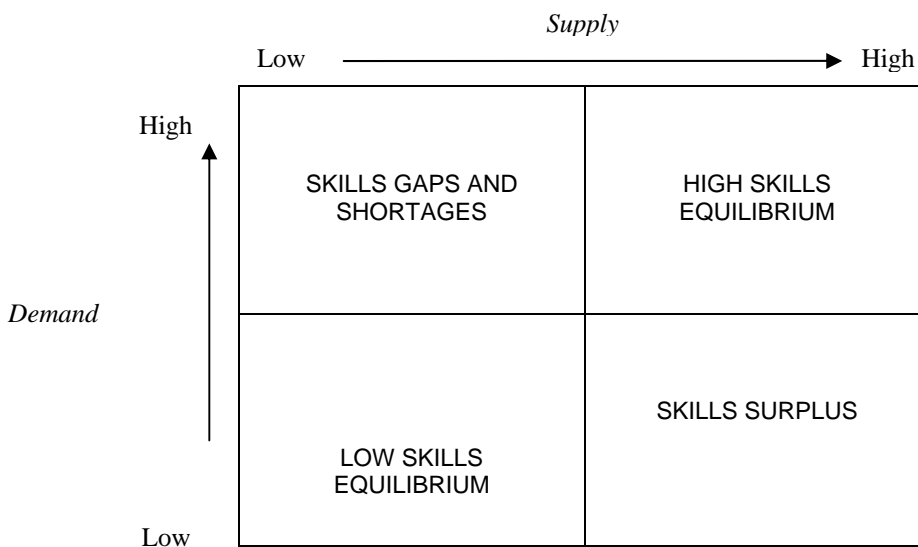 Supply
Low
High
High
SKILLS GAPS AND
SHORTAGES
HIGH SKILLS
EQUILIBRIUM
Demand
SKILLS SURPLUS
LOW SKILLS
EQUILIBRIUM
Low